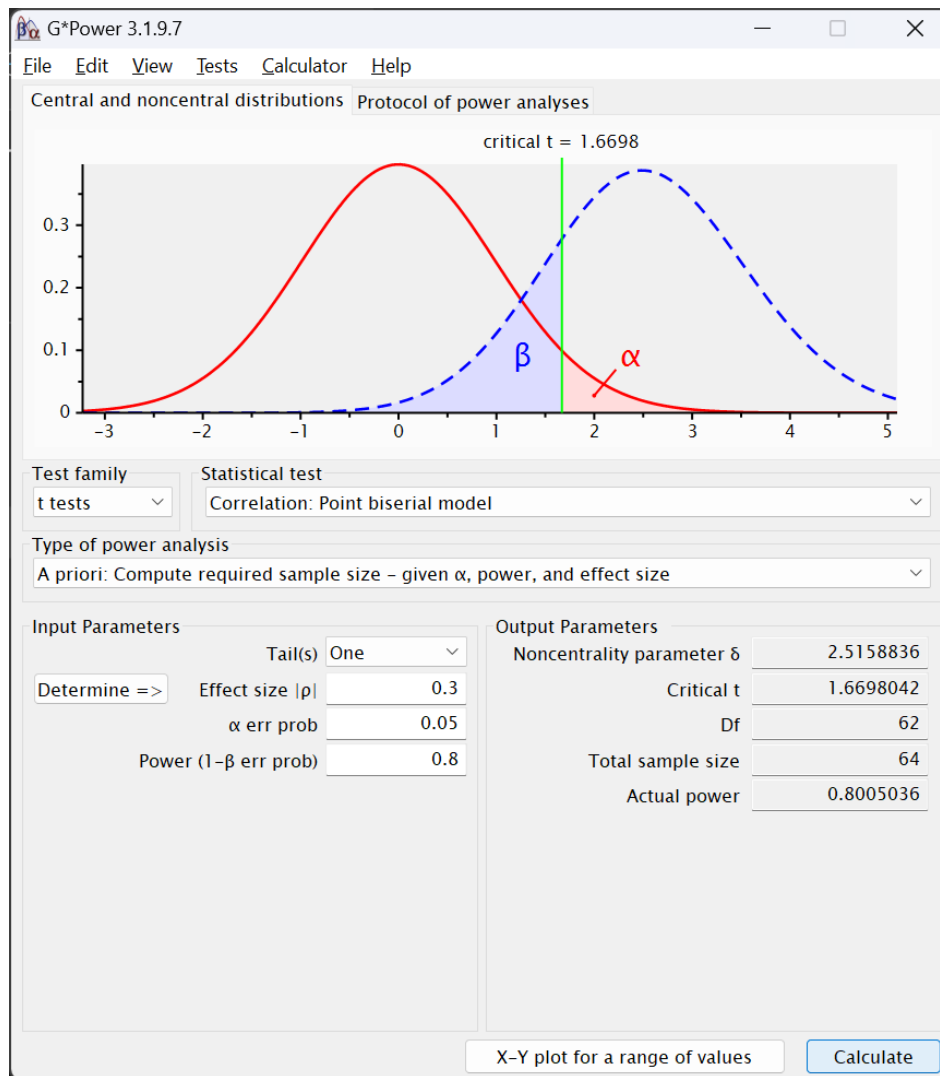 G*Power 3.1.9.7
File Edit View Tests Calculator Help
Central and noncentral distributions Protocol of power analyses
critical t = 1.6698
0.3
0.2
0.1
0
β
α
-3 -2 -1 0 1 2 3 4 5
Test family Statistical test
t tests Correlation: Point biserial model
Type of power analysis
A priori: Compute required sample size – given α, power, and effect size
Input Parameters
Tail(s) One
Determine => Effect size |ρ| 0.3
α err prob 0.05
Power (1–β err prob) 0.8
Output Parameters
Noncentrality parameter δ 2.5158836
Critical t 1.6698042
Df 62
Total sample size 64
Actual power 0.8005036
X–Y plot for a range of values Calculate